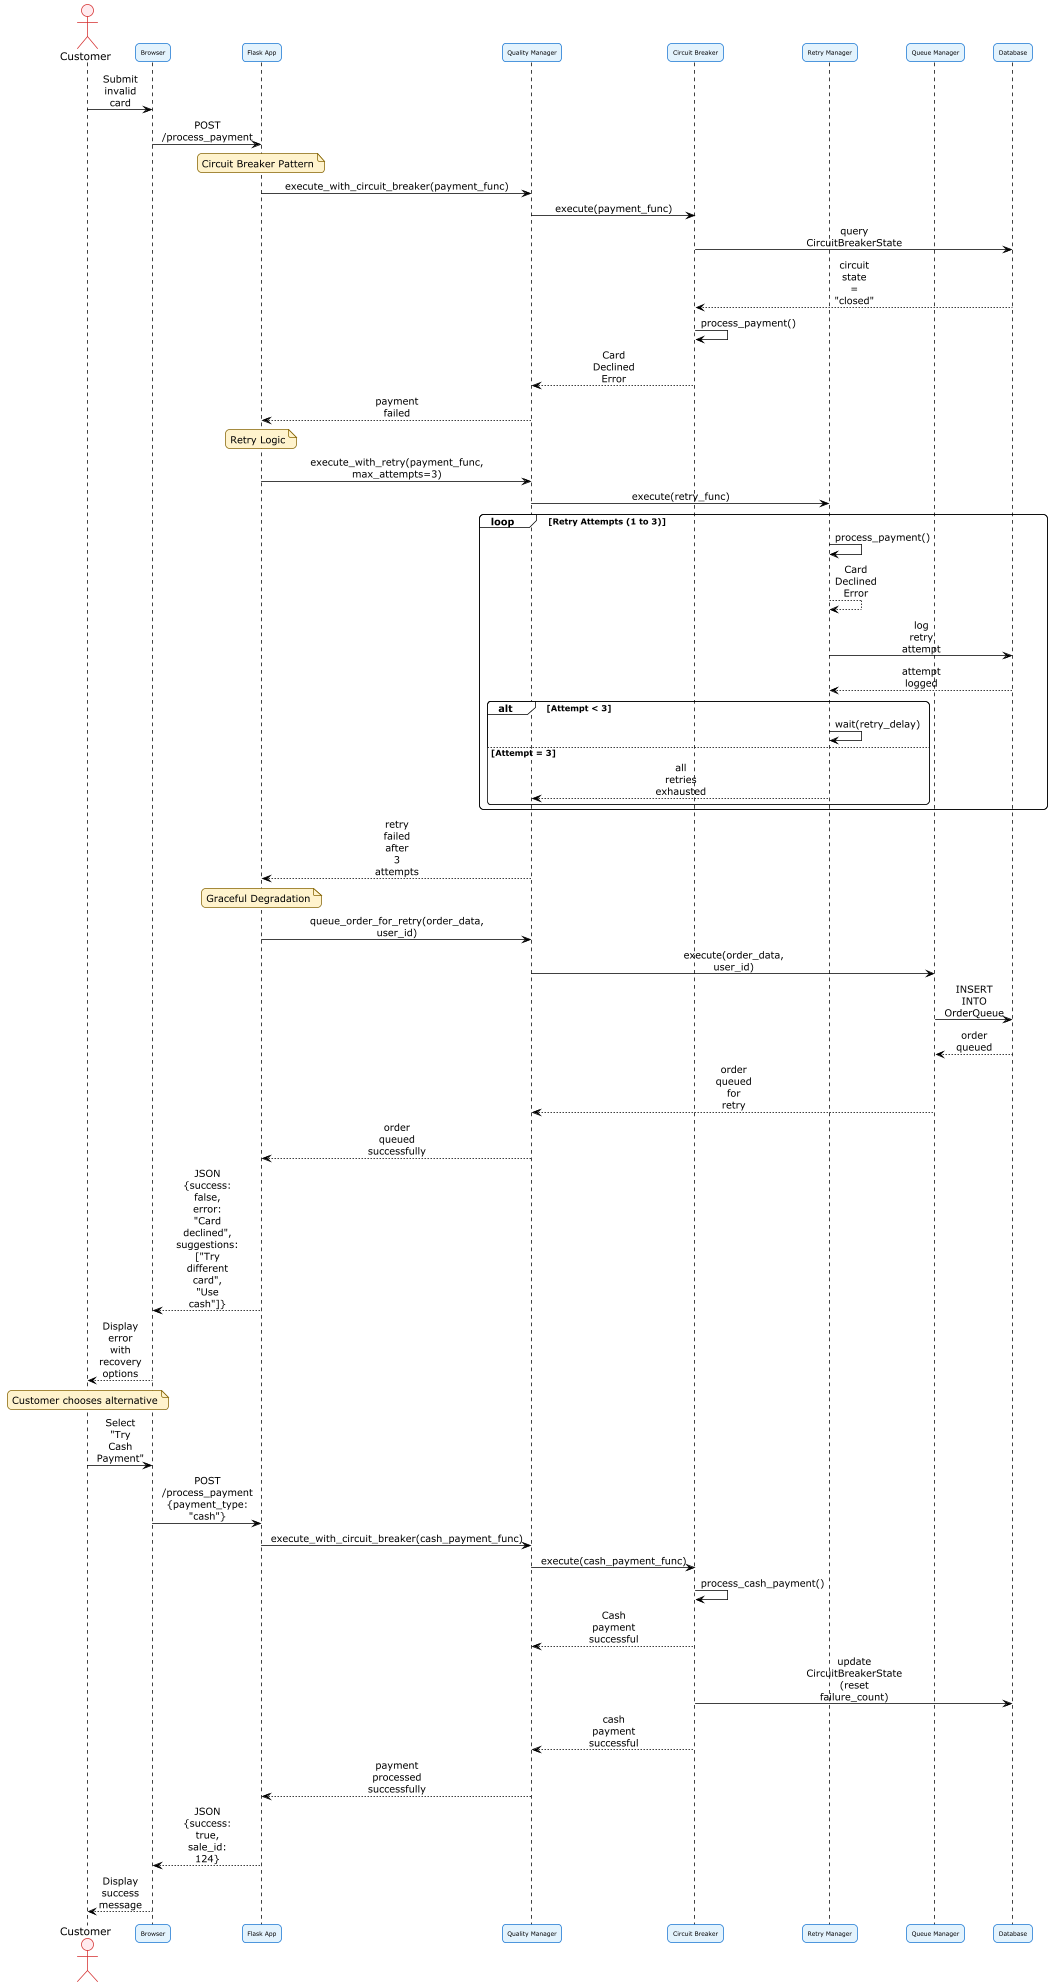 Customer
Browser
Flask App
Quality Manager
Circuit Breaker
Retry Manager
Queue Manager
Database
Submit
invalid
card
POST
/process_payment
Circuit Breaker Pattern
execute_with_circuit_breaker(payment_func)
execute(payment_func)
query
CircuitBreakerState
circuit
state
=
"closed"
process_payment()
Card
Declined
Error
payment
failed
Retry Logic
execute_with_retry(payment_func,
max_attempts=3)
execute(retry_func)
loop
[Retry Attempts (1 to 3)]
process_payment()
Card
Declined
Error
log
retry
attempt
attempt
logged
alt
[Attempt < 3]
wait(retry_delay)
[Attempt = 3]
all
retries
exhausted
retry
failed
after
3
attempts
Graceful Degradation
queue_order_for_retry(order_data,
user_id)
execute(order_data,
user_id)
INSERT
INTO
OrderQueue
order
queued
order
queued
for
retry
order
queued
successfully
JSON
{success:
false,
error:
"Card
declined",
suggestions:
["Try
different
card",
"Use
cash"]}
Display
error
with
recovery
options
Customer chooses alternative
Select
"Try
Cash
Payment"
POST
/process_payment
{payment_type:
"cash"}
execute_with_circuit_breaker(cash_payment_func)
execute(cash_payment_func)
process_cash_payment()
Cash
payment
successful
update
CircuitBreakerState
(reset
failure_count)
cash
payment
successful
payment
processed
successfully
JSON
{success:
true,
sale_id:
124}
Display
success
message
Customer
Browser
Flask App
Quality Manager
Circuit Breaker
Retry Manager
Queue Manager
Database